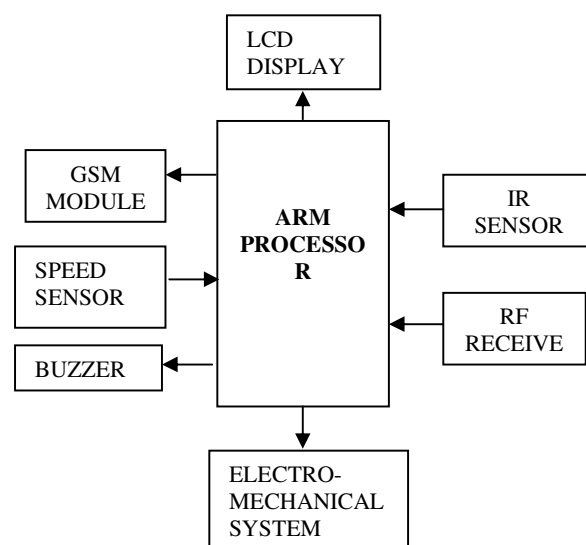 LCD
DISPLAY
GSM
MODULE
ARM
PROCESSO
R
IR
SENSOR
SPEED
SENSOR
RF
RECEIVE
BUZZER
ELECTRO-
MECHANICAL
SYSTEM